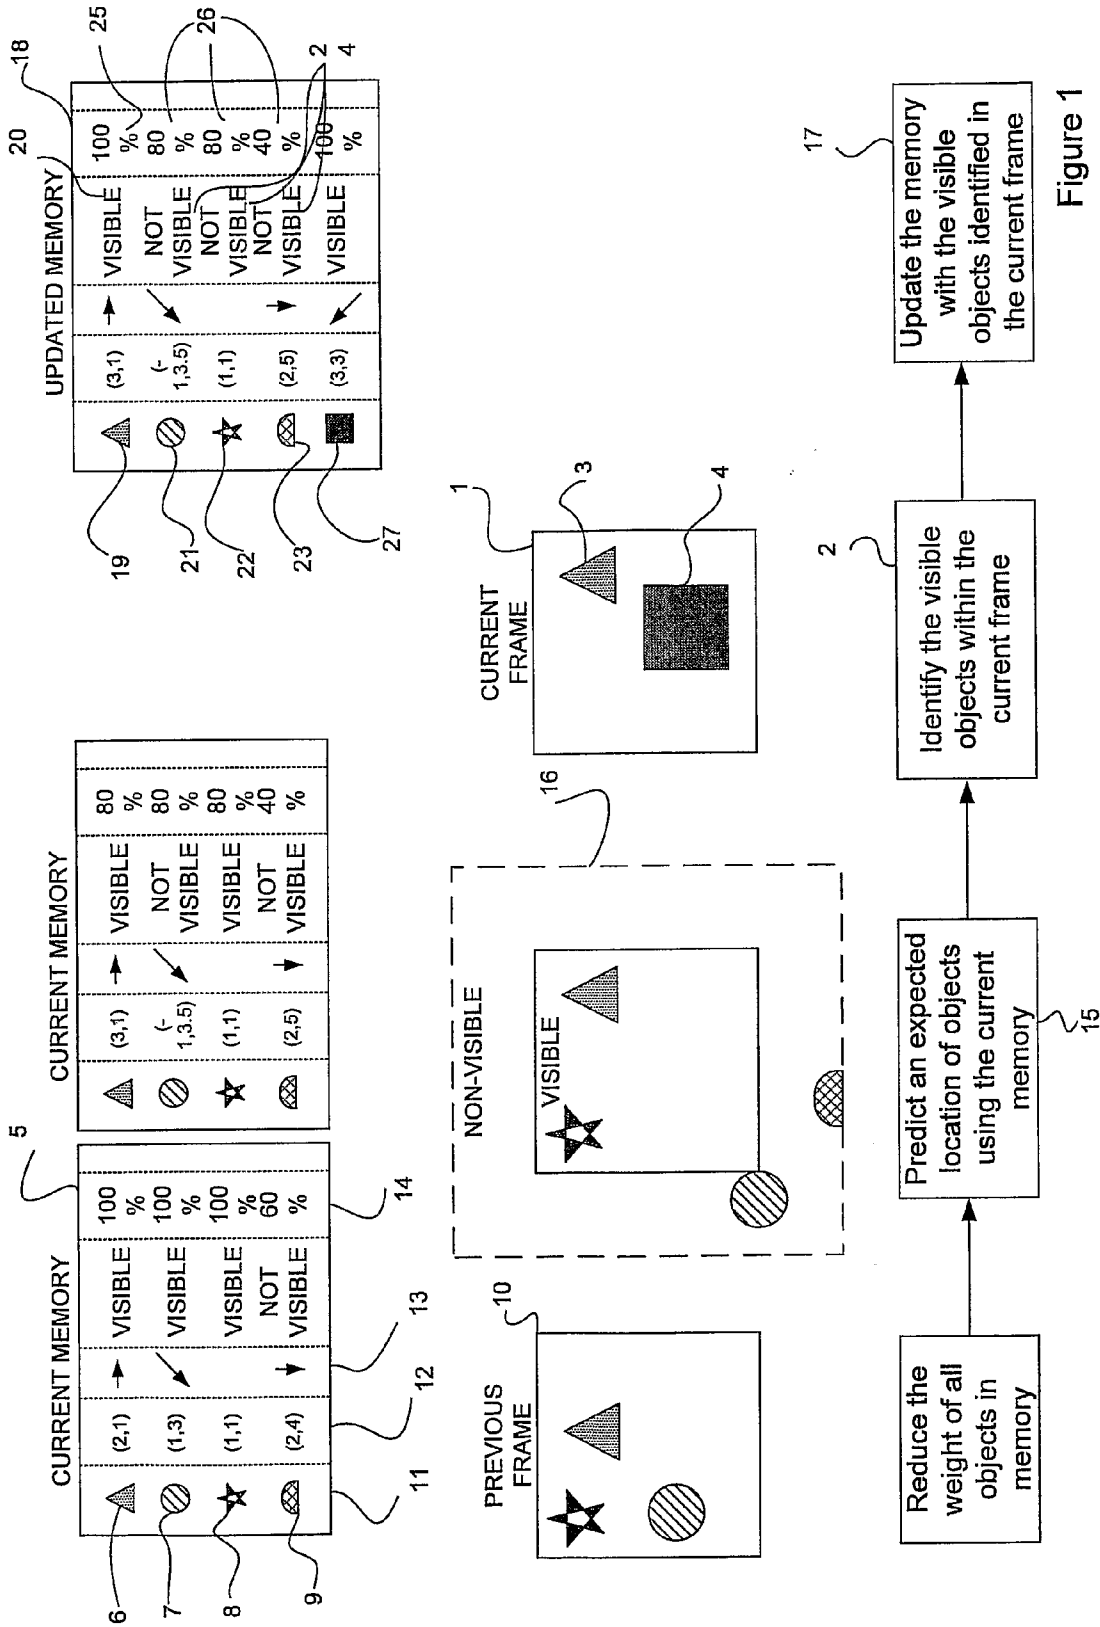 CURRENT MEMORY
5
(2,1) VISIBLE 100
%
(1,3) VISIBLE 100
%
(1,1) VISIBLE 100
%
(2,4) NOT
VISIBLE 60
%
6
7
8
9
11
12
13
14
CURRENT MEMORY
(3,1) VISIBLE 80
%
(-
1,3.5) NOT
VISIBLE 80
%
(1,1) VISIBLE 80
%
(2,5) NOT
VISIBLE 40
%
UPDATED MEMORY
18
20
25
26
(3,1) VISIBLE 100
%
(-
1,3.5) NOT
VISIBLE 80
%
(1,1) NOT
VISIBLE 80
%
(2,5) NOT
VISIBLE 40
%
(3,3) VISIBLE 100
%
2
4
19
21
22
23
27
PREVIOUS
FRAME
10
NON-VISIBLE
VISIBLE
16
CURRENT
FRAME
1
3
4
Reduce the
weight of all
objects in
memory
Predict an expected
location of objects
using the current
memory
15
Identify the visible
objects within the
current frame
2
Update the memory
with the visible
objects identified in
the current frame
17
Figure 1